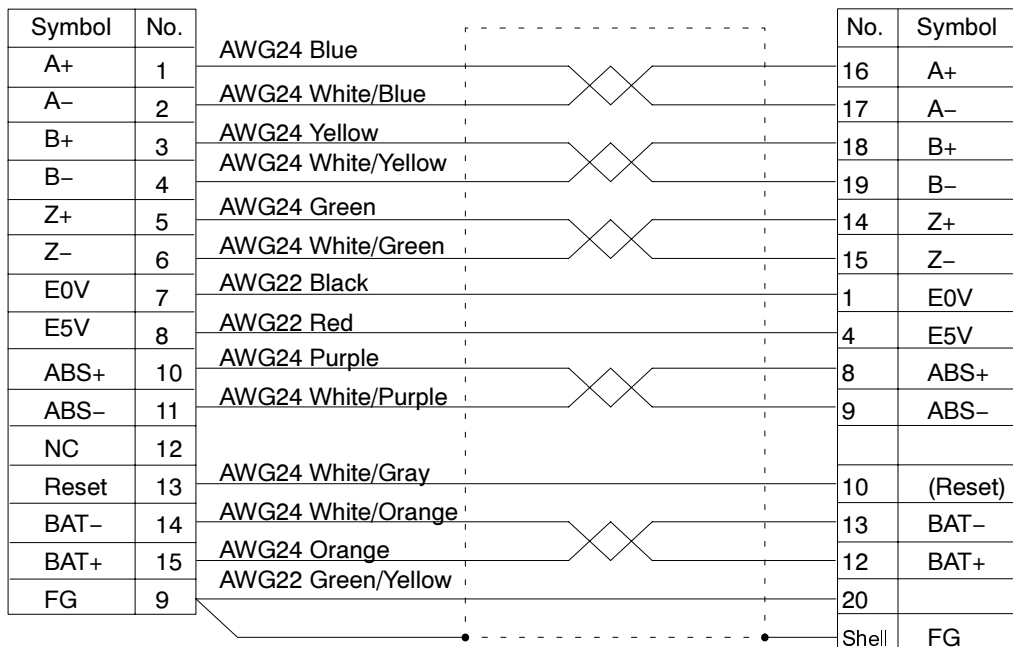 Symbol No. No. Symbol
A+ 1 AWG24 Blue 16 A+
A− 2 AWG24 White/Blue 17 A−
B+ 3 AWG24 Yellow 18 B+
B− 4 AWG24 White/Yellow 19 B−
Z+ 5 AWG24 Green 14 Z+
Z− 6 AWG24 White/Green 15 Z−
E0V 7 AWG22 Black 1 E0V
E5V 8 AWG22 Red 4 E5V
ABS+ 10 AWG24 Purple 8 ABS+
ABS− 11 AWG24 White/Purple 9 ABS−
NC 12
Reset 13 AWG24 White/Gray 10 (Reset)
BAT− 14 AWG24 White/Orange 13 BAT−
BAT+ 15 AWG24 Orange 12 BAT+
FG 9 AWG22 Green/Yellow 20
Shell FG